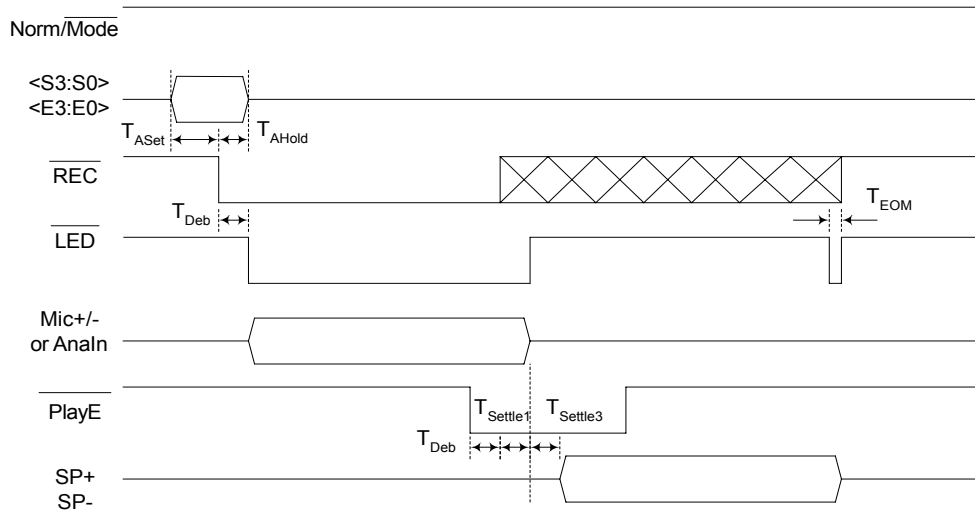 Norm/Mode
<S3:S0>
<E3:E0>
T_ASet
T_AHold
REC
T_Deb
T_EOM
LED
Mic+/-
or AnaIn
PlayE
T_Settle1
T_Settle3
T_Deb
SP+
SP-